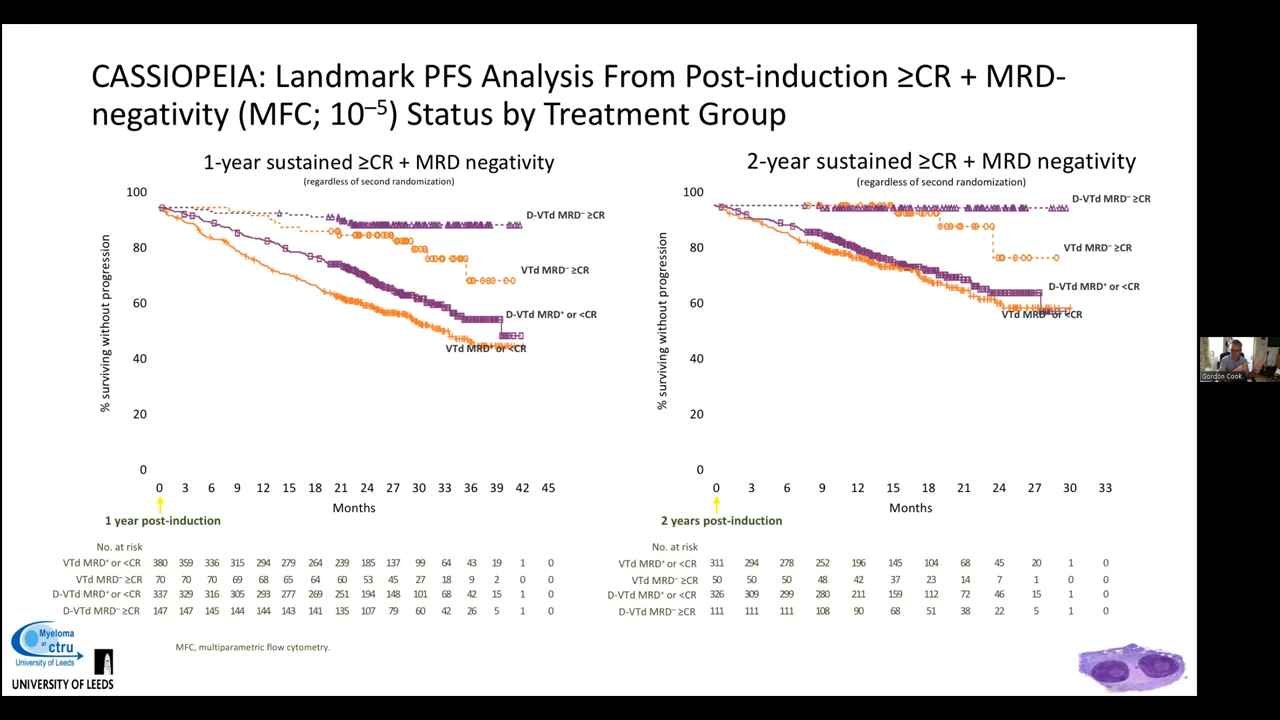 CASSIOPEIA: Landmark PFS Analysis From Post-induction ≥CR + MRD-
negativity (MFC; 10⁻⁵) Status by Treatment Group
1-year sustained ≥CR + MRD negativity
(regardless of second randomization)
% surviving without progression
100
80
60
40
20
0
D-VTd MRD⁻ ≥CR
VTd MRD⁻ ≥CR
D-VTd MRD⁺ or <CR
VTd MRD⁺ or <CR
0 3 6 9 12 15 18 21 24 27 30 33 36 39 42 45
Months
1 year post-induction
No. at risk
VTd MRD⁺ or <CR 380 359 336 315 294 279 264 239 185 137 99 64 43 19 1 0
VTd MRD⁻ ≥CR 70 70 70 69 68 65 64 60 53 45 27 18 9 2 0 0
D-VTd MRD⁺ or <CR 337 329 316 305 293 277 269 251 194 148 101 68 42 15 1 0
D-VTd MRD⁻ ≥CR 147 147 145 144 144 143 141 135 107 79 60 42 26 5 1 0
2-year sustained ≥CR + MRD negativity
(regardless of second randomization)
% surviving without progression
100
80
60
40
20
0
D-VTd MRD⁻ ≥CR
VTd MRD⁻ ≥CR
D-VTd MRD⁺ or <CR
VTd MRD⁺ or <CR
0 3 6 9 12 15 18 21 24 27 30 33
Months
2 years post-induction
No. at risk
VTd MRD⁺ or <CR 311 294 278 252 196 145 104 68 45 20 1 0
VTd MRD⁻ ≥CR 50 50 50 48 42 37 23 14 7 1 0 0
D-VTd MRD⁺ or <CR 326 309 299 280 211 159 112 72 46 15 1 0
D-VTd MRD⁻ ≥CR 111 111 111 108 90 68 51 38 22 5 1 0
MFC, multiparametric flow cytometry.
Myeloma
at ctru
University of Leeds
UNIVERSITY OF LEEDS
Gordon Cook